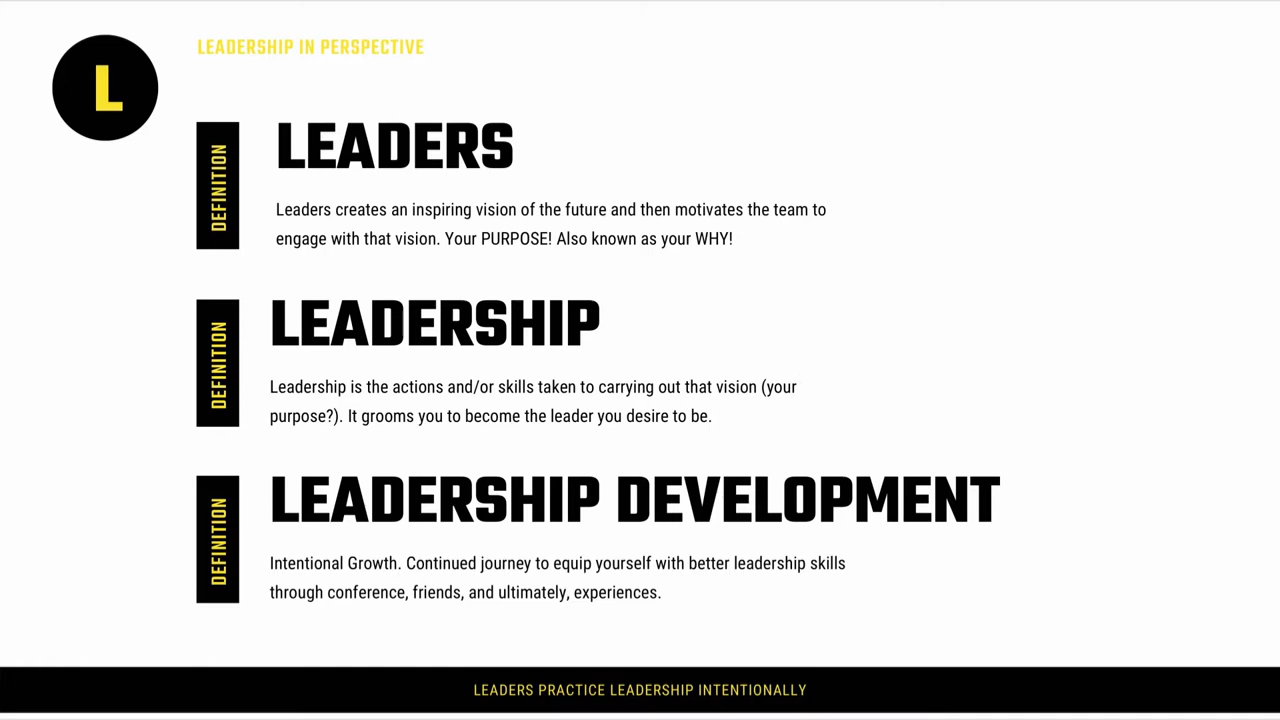 L
LEADERSHIP IN PERSPECTIVE
DEFINITION
LEADERS
Leaders creates an inspiring vision of the future and then motivates the team to
engage with that vision. Your PURPOSE! Also known as your WHY!
DEFINITION
LEADERSHIP
Leadership is the actions and/or skills taken to carrying out that vision (your
purpose?). It grooms you to become the leader you desire to be.
DEFINITION
LEADERSHIP DEVELOPMENT
Intentional Growth. Continued journey to equip yourself with better leadership skills
through conference, friends, and ultimately, experiences.
LEADERS PRACTICE LEADERSHIP INTENTIONALLY